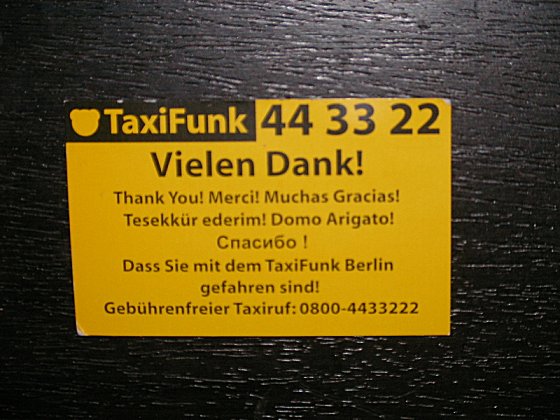 TaxiFunk 44 33 22
Vielen Dank!
Thank You! Merci! Muchas Gracias!
Tesekkür ederim! Domo Arigato!
Спасибо !
Dass Sie mit dem TaxiFunk Berlin
gefahren sind!
Gebührenfreier Taxiruf: 0800-4433222